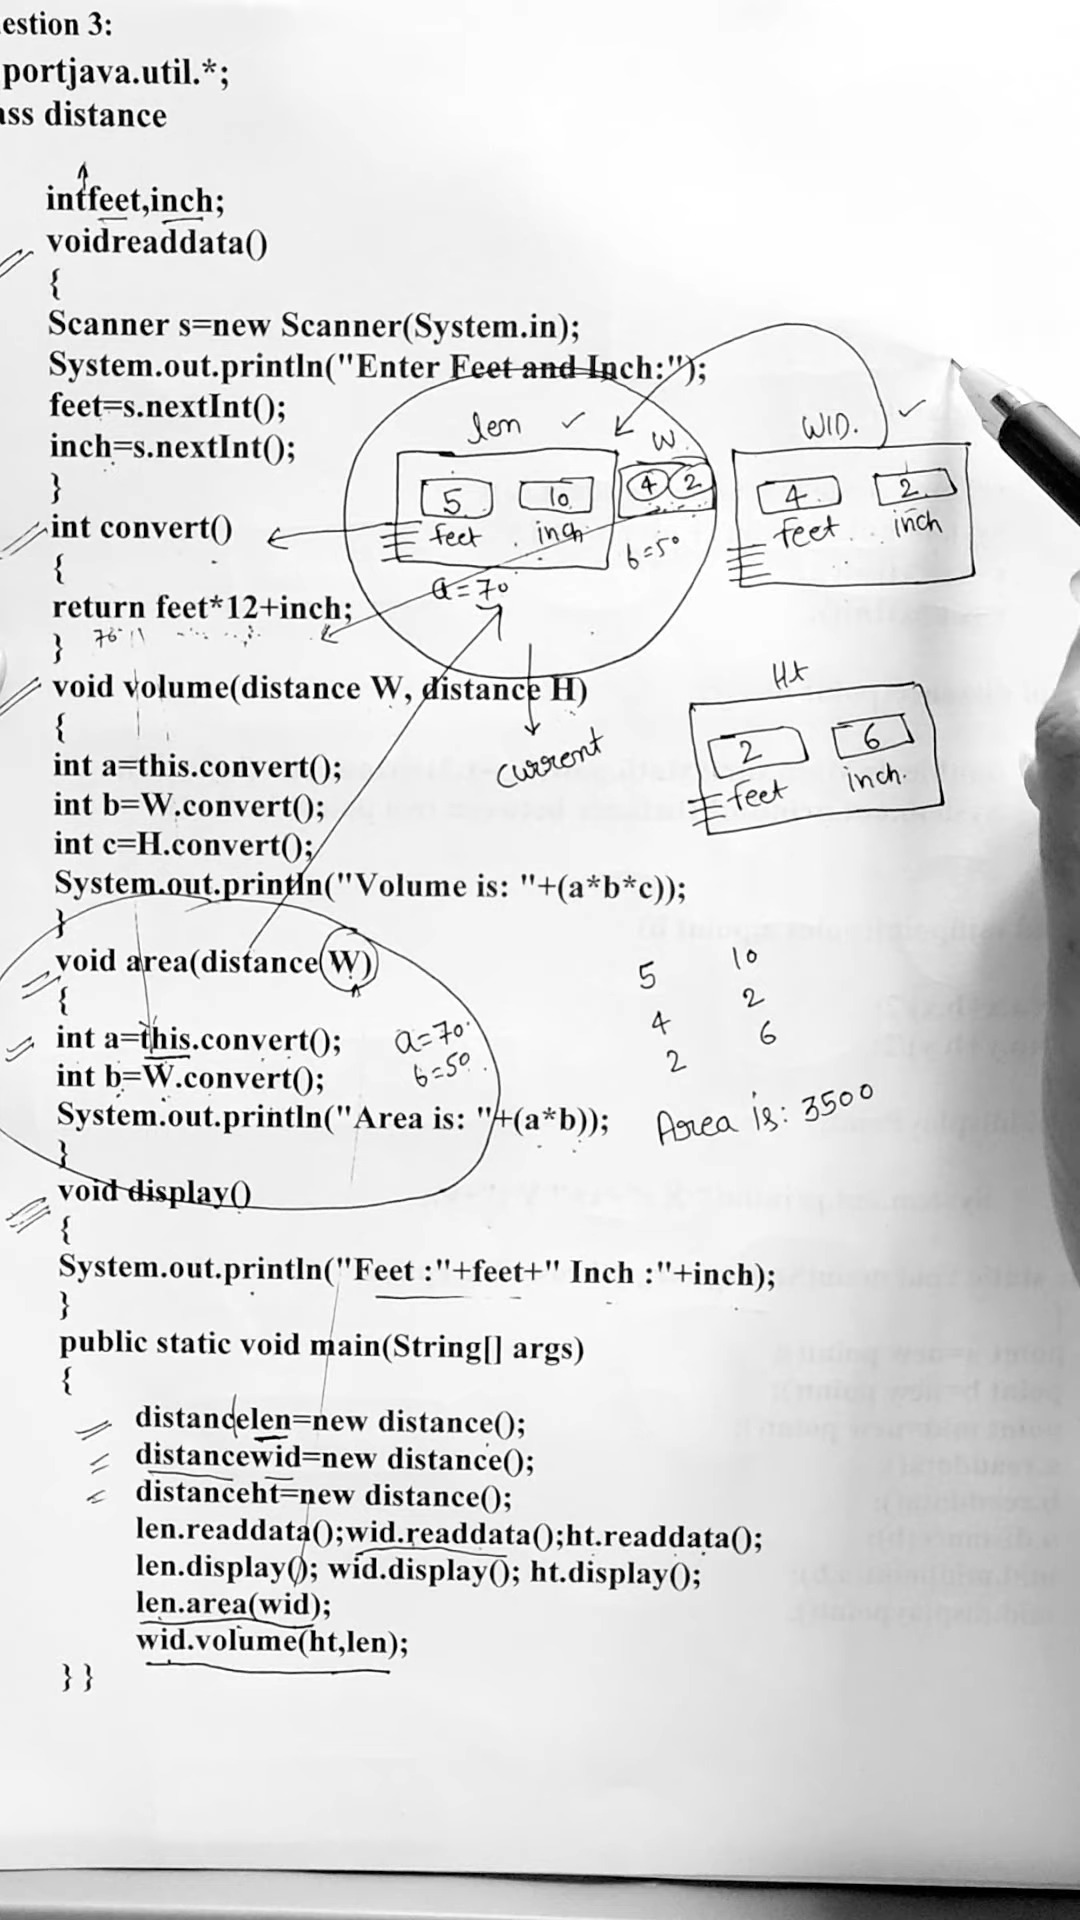 estion 3:
portjava.util.*;
ass distance
intfeet,inch;
voidreaddata()
{
Scanner s=new Scanner(System.in);
System.out.println("Enter Feet and Inch:");
feet=s.nextInt();
inch=s.nextInt();
}
int convert()
{
return feet*12+inch;
}
void volume(distance W, distance H)
{
int a=this.convert();
int b=W.convert();
int c=H.convert();
System.out.println("Volume is: "+(a*b*c));
}
void area(distance W)
{
int a=this.convert();
int b=W.convert();
System.out.println("Area is: "+(a*b));
}
void display()
{
System.out.println("Feet :"+feet+" Inch :"+inch);
}
public static void main(String[] args)
{
distancelen=new distance();
distancewid=new distance();
distanceht=new distance();
len.readdata();wid.readdata();ht.readdata();
len.display(); wid.display(); ht.display();
len.area(wid);
wid.volume(ht,len);
} }
len
5 10
feet inch
a=70
W.
4 2
b=50
WID.
4 2
feet inch
current
Ht
2 6
feet inch.
a=70
b=50
5 10
4 2
2 6
Area is: 3500